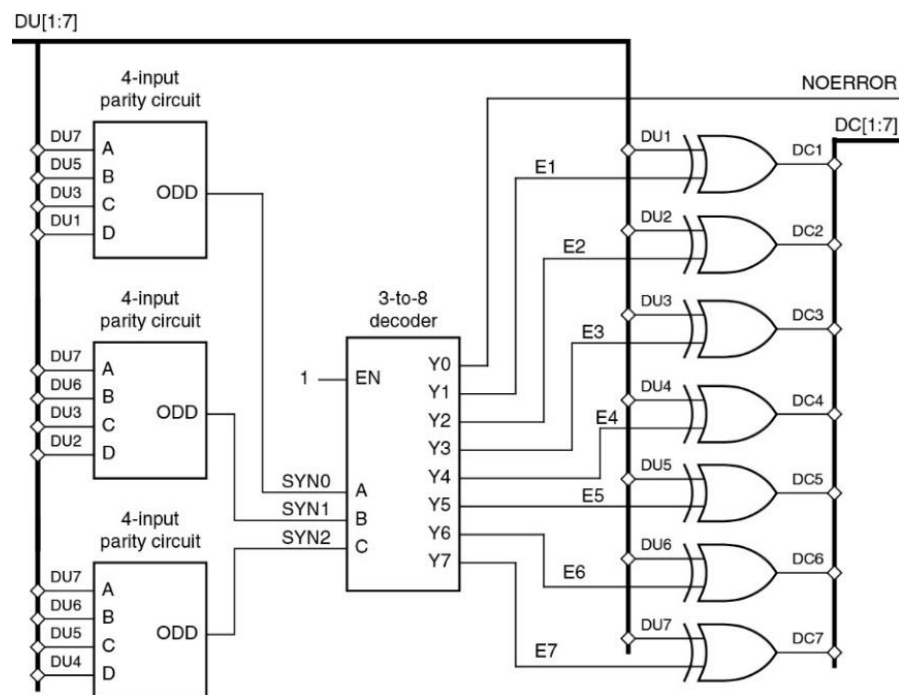 DU[1:7]
4-input
parity circuit
DU7
DU5
DU3
DU1
A
B
C
D
ODD
4-input
parity circuit
DU7
DU6
DU3
DU2
A
B
C
D
ODD
4-input
parity circuit
DU7
DU6
DU5
DU4
A
B
C
D
ODD
SYN0
SYN1
SYN2
3-to-8
decoder
1
EN
A
B
C
Y0
Y1
Y2
Y3
Y4
Y5
Y6
Y7
NOERROR
DC[1:7]
DU1
E1
DC1
DU2
E2
DC2
DU3
E3
DC3
DU4
E4
DC4
DU5
E5
DC5
DU6
E6
DC6
DU7
E7
DC7